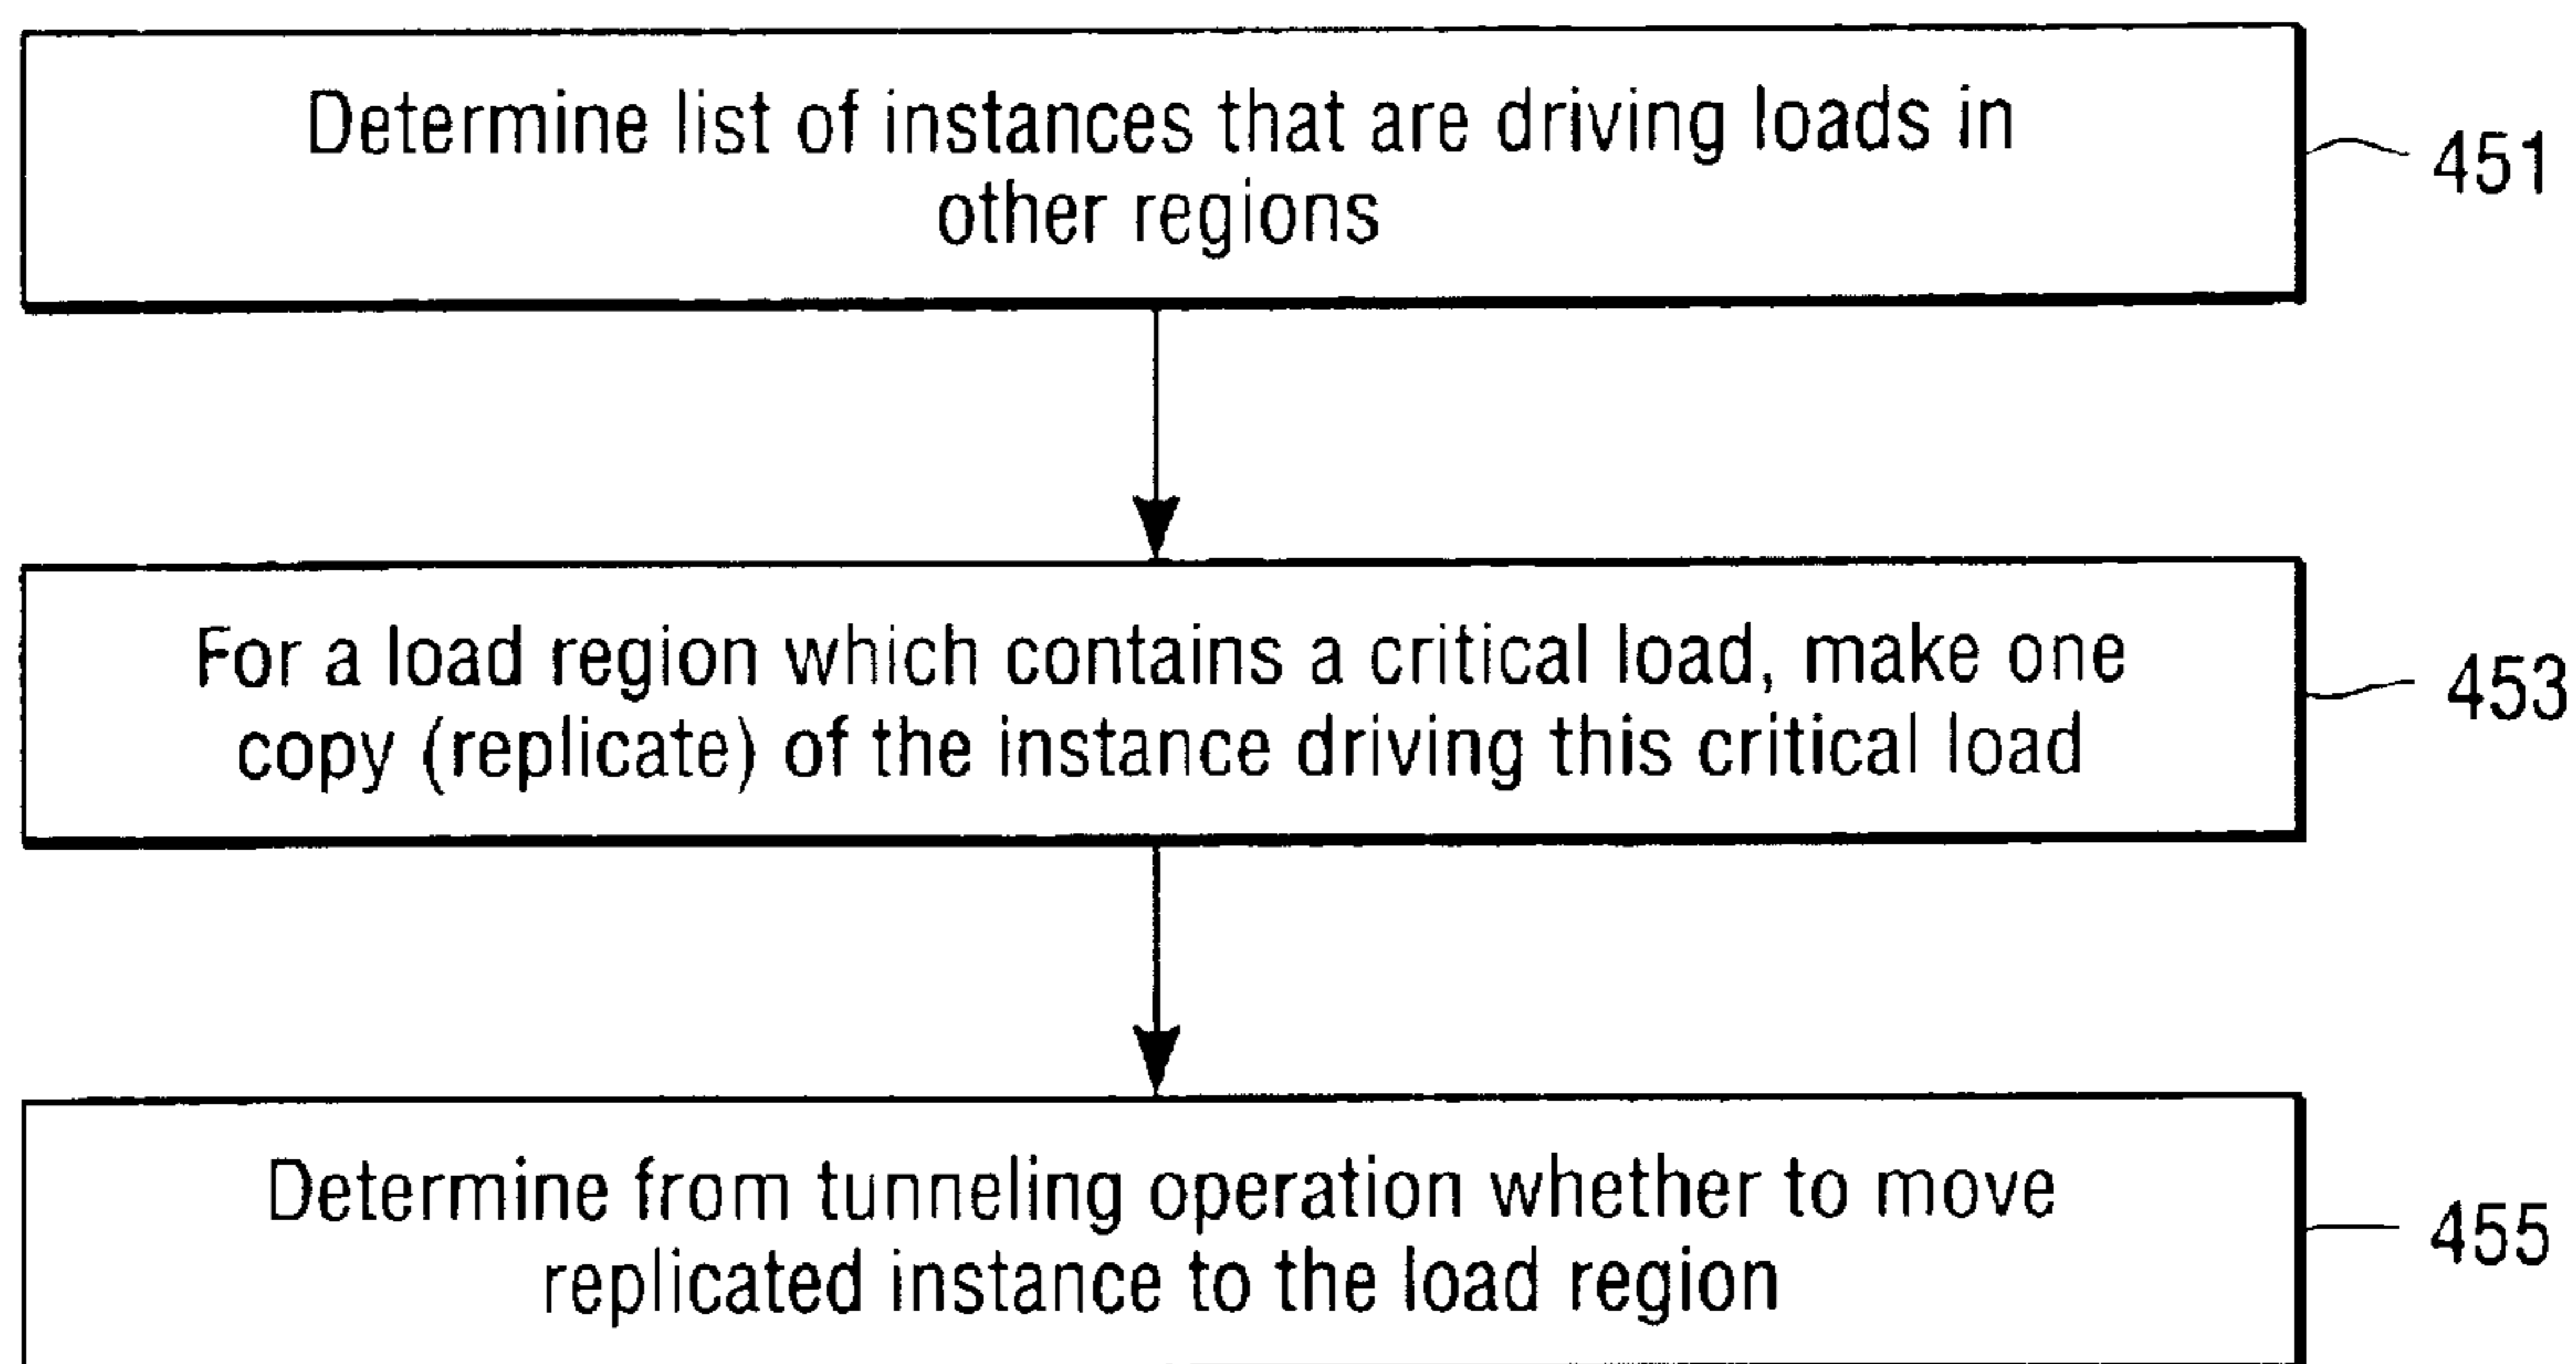 Determine list of instances that are driving loads in
other regions
451
For a load region which contains a critical load, make one
copy (replicate) of the instance driving this critical load
453
Determine from tunneling operation whether to move
replicated instance to the load region
455